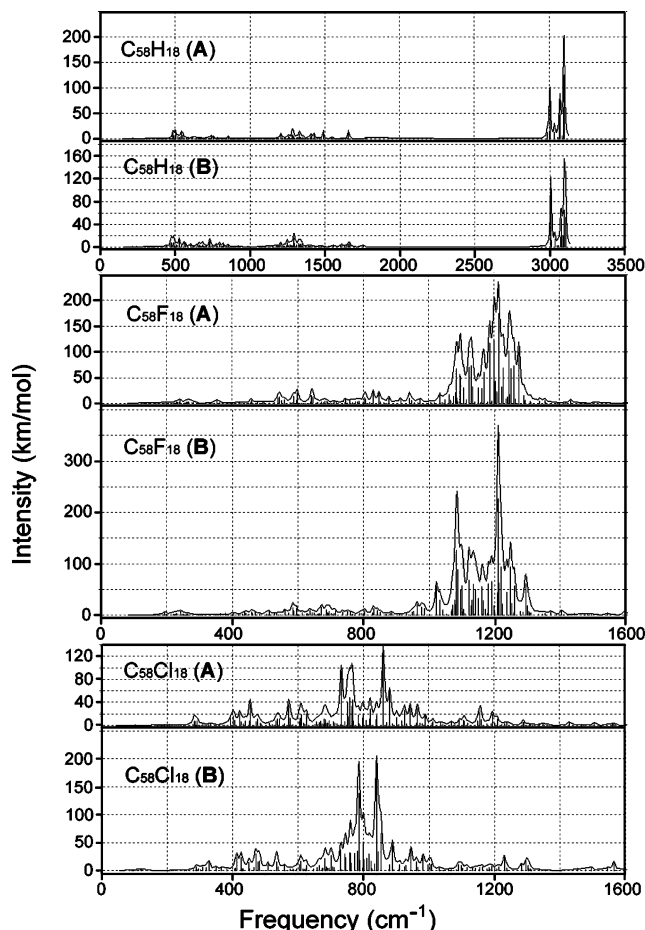 Intensity (km/mol)
C₅₈H₁₈ (A)
200
150
100
50
0
C₅₈H₁₈ (B)
160
120
80
40
0
0 500 1000 1500 2000 2500 3000 3500
C₅₈F₁₈ (A)
200
150
100
50
0
C₅₈F₁₈ (B)
300
200
100
0
0 400 800 1200 1600
C₅₈Cl₁₈ (A)
120
80
40
0
C₅₈Cl₁₈ (B)
200
150
100
50
0
0 400 800 1200 1600
Frequency (cm⁻¹)